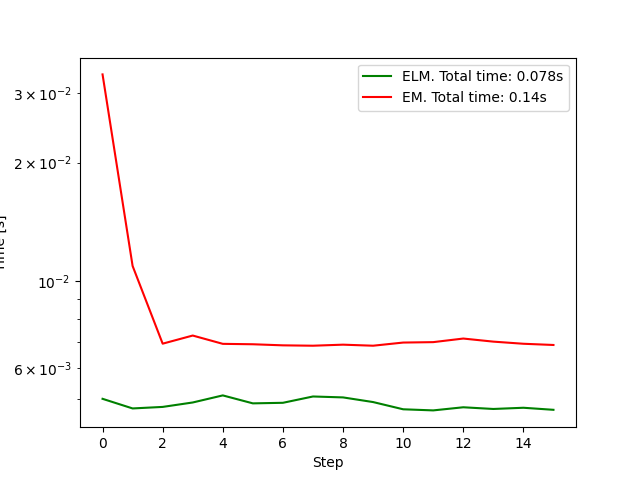 ELM. Total time: 0.078s
EM. Total time: 0.14s
3 × 10⁻²
2 × 10⁻²
10⁻²
6 × 10⁻³
0 2 4 6 8 10 12 14
Step